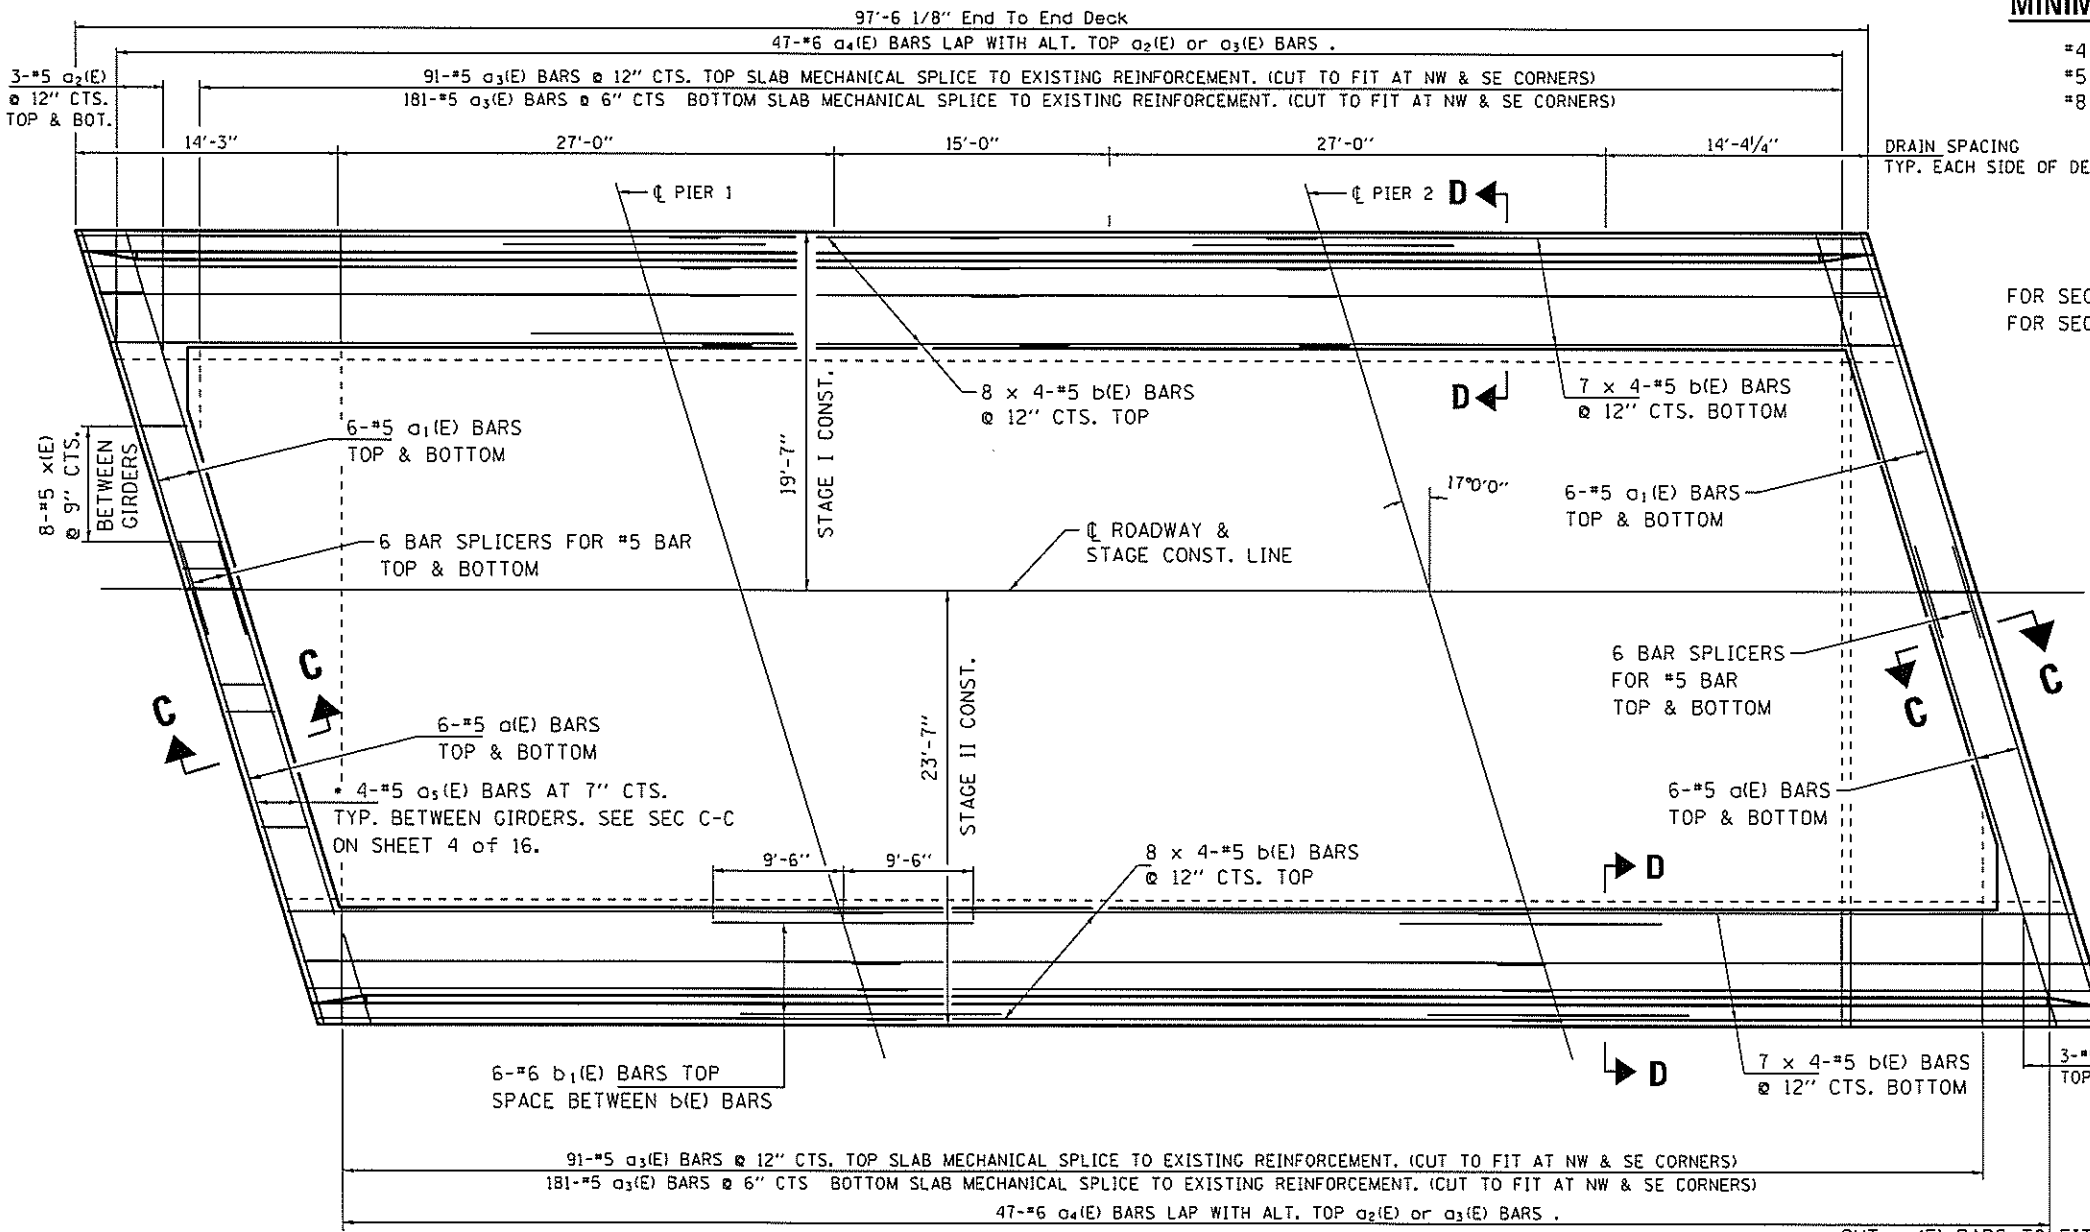 97'-6 1/8" End To End Deck
MINIM
47-#6 a4(E) BARS LAP WITH ALT. TOP a2(E) or a3(E) BARS .
#4
#5
#8
3-#5 a2(E)
@ 12" CTS.
TOP & BOT.
91-#5 a3(E) BARS @ 12" CTS. TOP SLAB MECHANICAL SPLICE TO EXISTING REINFORCEMENT. (CUT TO FIT AT NW & SE CORNERS)
181-#5 a3(E) BARS @ 6" CTS BOTTOM SLAB MECHANICAL SPLICE TO EXISTING REINFORCEMENT. (CUT TO FIT AT NW & SE CORNERS)
14'-3"
27'-0"
15'-0"
27'-0"
14'-4 1/4"
DRAIN SPACING
TYP. EACH SIDE OF DE
℄ PIER 1
℄ PIER 2
D
FOR SEC
FOR SEC
8 x 4-#5 b(E) BARS
@ 12" CTS. TOP
D
7 x 4-#5 b(E) BARS
@ 12" CTS. BOTTOM
8-#5 x(E)
@ 9" CTS.
BETWEEN
GIRDERS
6-#5 a1(E) BARS
TOP & BOTTOM
19'-7"
STAGE I CONST.
17°0'0"
6-#5 a1(E) BARS
TOP & BOTTOM
6 BAR SPLICERS FOR #5 BAR
TOP & BOTTOM
℄ ROADWAY &
STAGE CONST. LINE
C
C
6 BAR SPLICERS
FOR #5 BAR
TOP & BOTTOM
C
C
6-#5 a(E) BARS
TOP & BOTTOM
23'-7"
STAGE II CONST.
* 4-#5 a5(E) BARS AT 7" CTS.
TYP. BETWEEN GIRDERS. SEE SEC C-C
ON SHEET 4 of 16.
6-#5 a(E) BARS
TOP & BOTTOM
9'-6"
9'-6"
8 x 4-#5 b(E) BARS
@ 12" CTS. TOP
D
6-#6 b1(E) BARS TOP
SPACE BETWEEN b(E) BARS
D
7 x 4-#5 b(E) BARS
@ 12" CTS. BOTTOM
3-#
TOP
91-#5 a3(E) BARS @ 12" CTS. TOP SLAB MECHANICAL SPLICE TO EXISTING REINFORCEMENT. (CUT TO FIT AT NW & SE CORNERS)
181-#5 a3(E) BARS @ 6" CTS BOTTOM SLAB MECHANICAL SPLICE TO EXISTING REINFORCEMENT. (CUT TO FIT AT NW & SE CORNERS)
47-#6 a4(E) BARS LAP WITH ALT. TOP a2(E) or a3(E) BARS .